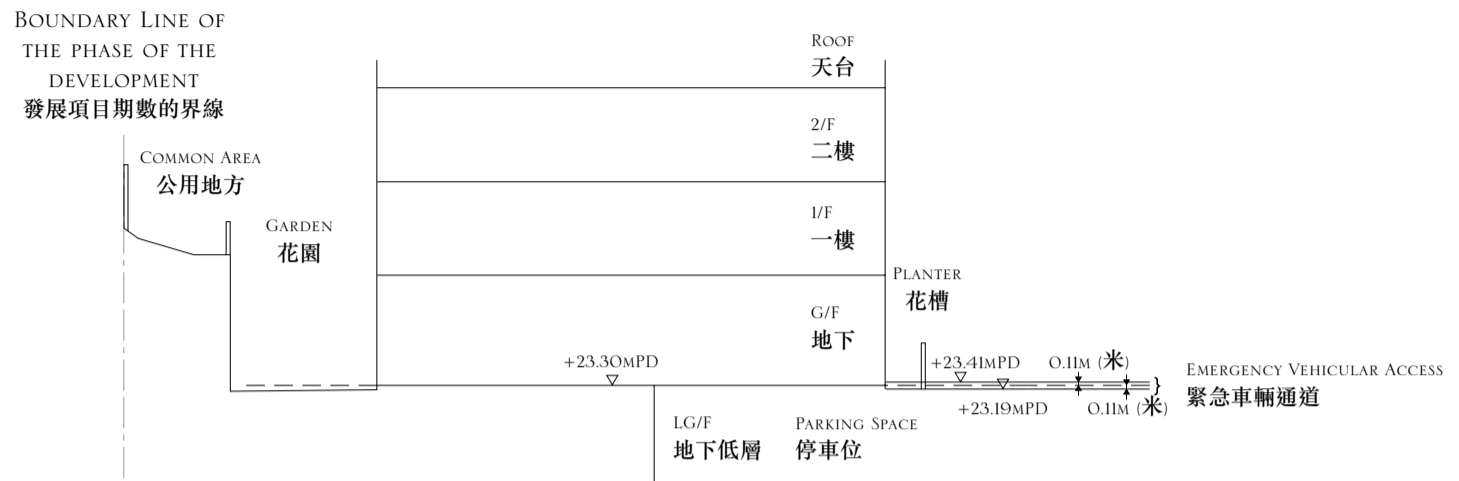 BOUNDARY LINE OF
THE PHASE OF THE
DEVELOPMENT
發展項目期數的界線
COMMON AREA
公用地方
GARDEN
花園
ROOF
天台
2/F
二樓
1/F
一樓
G/F
地下
PLANTER
花槽
+23.30MPD
+23.41MPD
0.11M (米)
+23.19MPD
0.11M (米)
EMERGENCY VEHICULAR ACCESS
緊急車輛通道
LG/F
地下低層
PARKING SPACE
停車位